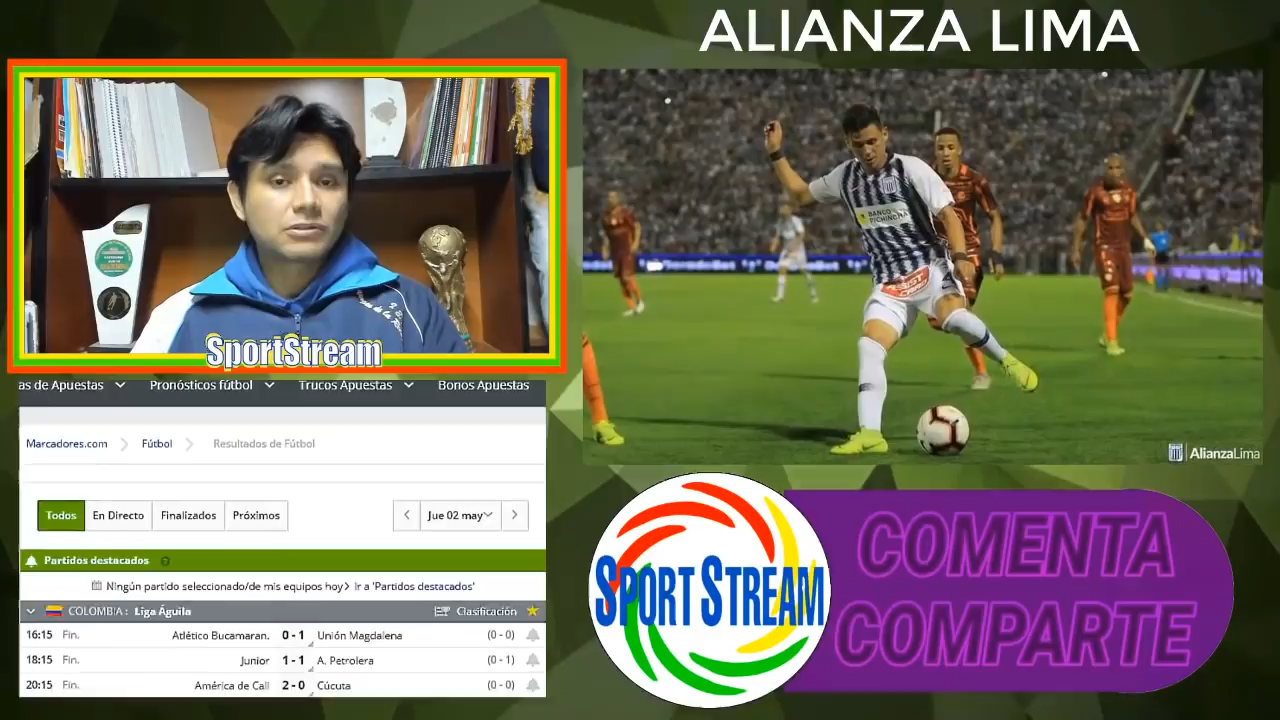 ALIANZA LIMA
BANCO
PICHINCHA
AlianzaLima
SportStream
as de Apuestas
Pronósticos fútbol
Trucos Apuestas
Bonos Apuestas
Marcadores.com
Fútbol
Resultados de Fútbol
Todos
En Directo
Finalizados
Próximos
Jue 02 may
Partidos destacados
Ningún partido seleccionado/de mis equipos hoy Ir a 'Partidos destacados'
COLOMBIA: Liga Águila Clasificación
16:15 Fin. Atlético Bucaraman. 0 - 1 Unión Magdalena (0 - 0)
18:15 Fin. Junior 1 - 1 A. Petrolera (0 - 1)
20:15 Fin. América de Cali 2 - 0 Cúcuta (0 - 0)
SPORT STREAM
COMENTA
COMPARTE